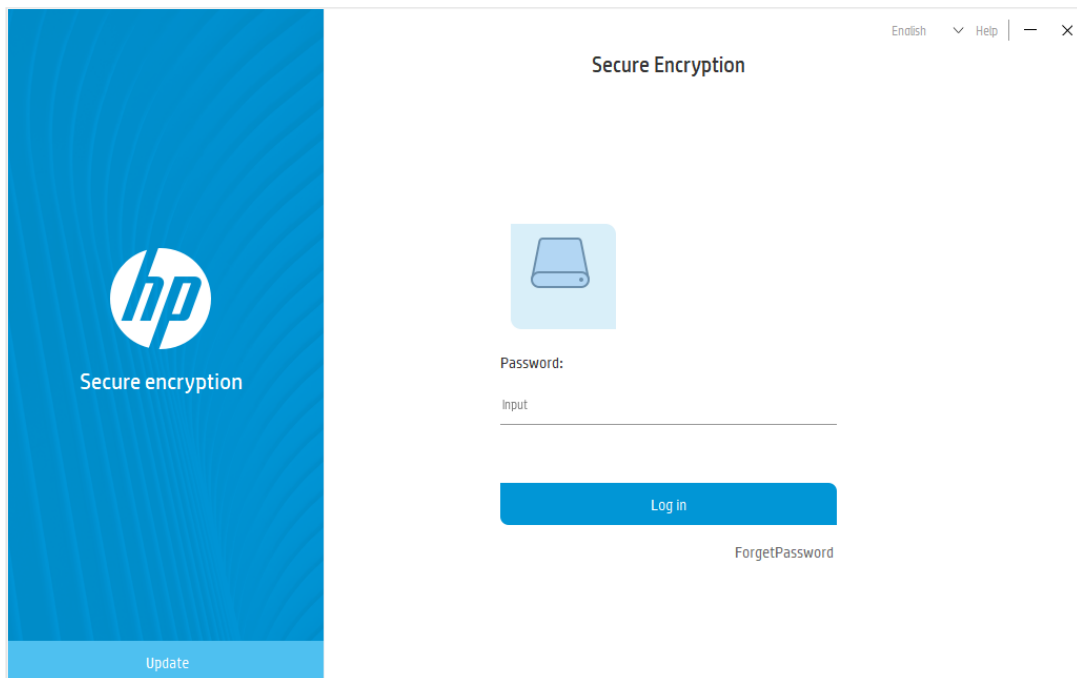 English Help
Secure Encryption
hp
Secure encryption
Password:
Input
Log in
ForgetPassword
Update